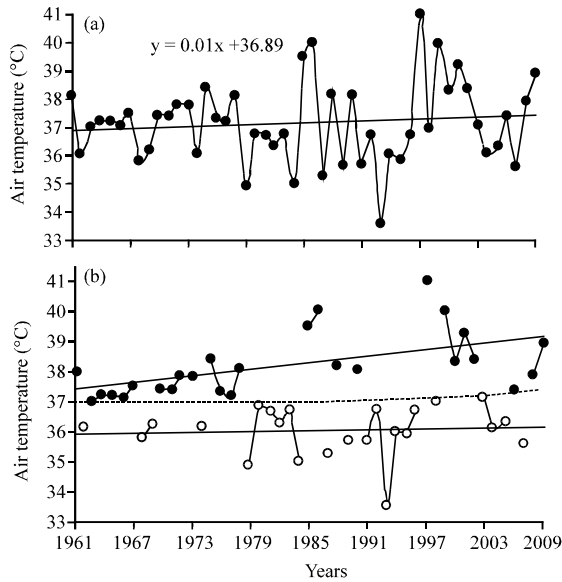 (a)
y = 0.01x +36.89
Air temperature (°C)
41
40
39
38
37
36
35
34
33
(b)
Air temperature (°C)
41
40
39
38
37
36
35
34
33
1961 1967 1973 1979 1985 1991 1997 2003 2009
Years